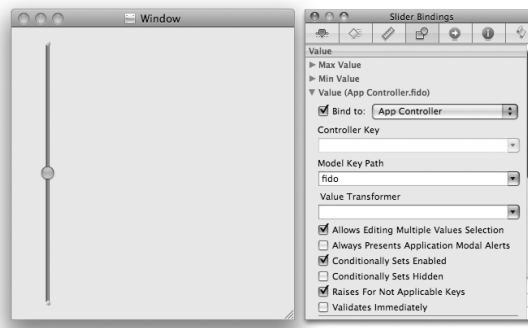 Window
Slider Bindings
Value
Max Value
Min Value
Value (App Controller.fido)
Bind to: App Controller
Controller Key
Model Key Path
fido
Value Transformer
Allows Editing Multiple Values Selection
Always Presents Application Modal Alerts
Conditionally Sets Enabled
Conditionally Sets Hidden
Raises For Not Applicable Keys
Validates Immediately